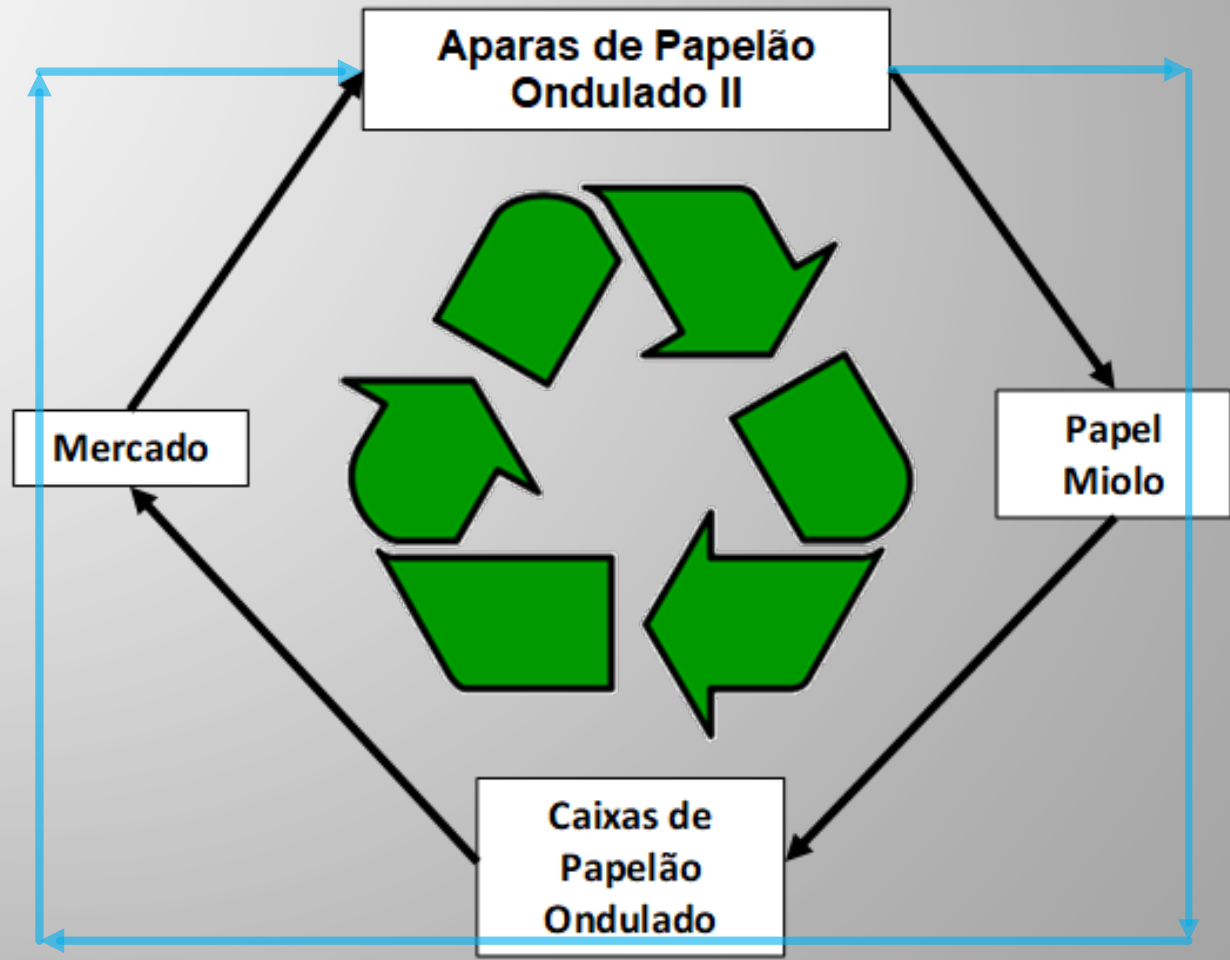 Aparas de Papelão
Ondulado II
Mercado
Papel
Miolo
Caixas de
Papelão
Ondulado